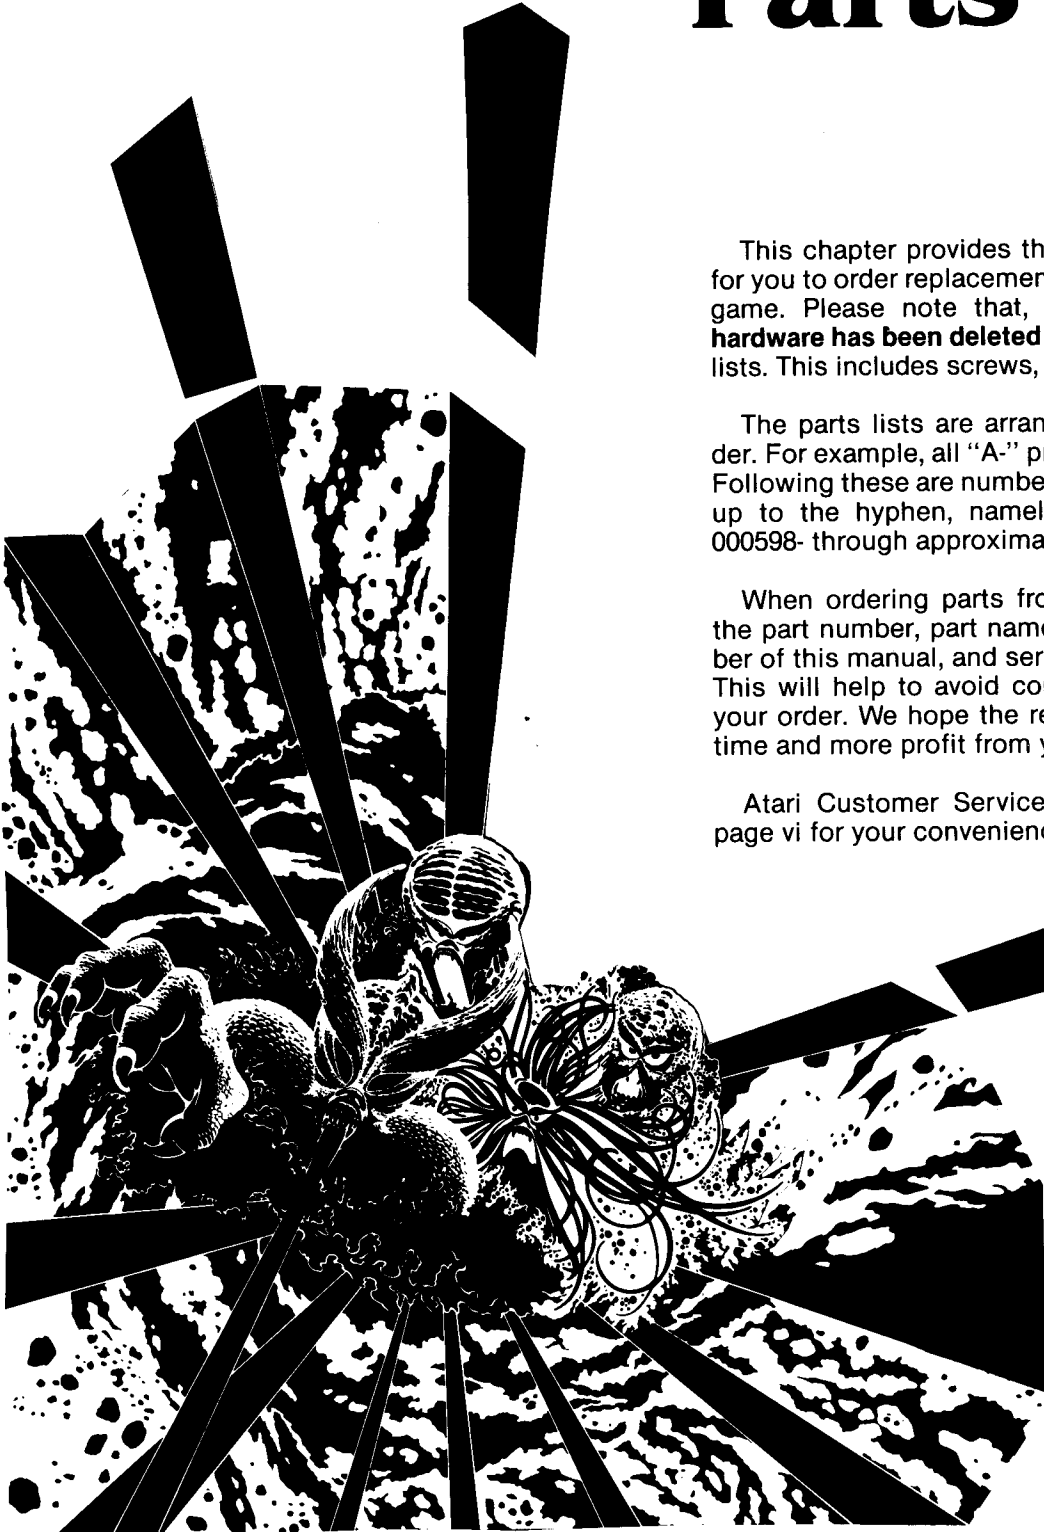 Parts
This chapter provides th
for you to order replacemen
game. Please note that,
hardware has been deleted
lists. This includes screws,
The parts lists are arran
der. For example, all “A-” pr
Following these are numbe
up to the hyphen, namel
000598- through approxima
When ordering parts fro
the part number, part name
ber of this manual, and ser
This will help to avoid co
your order. We hope the re
time and more profit from y
Atari Customer Service
page vi for your convenienc